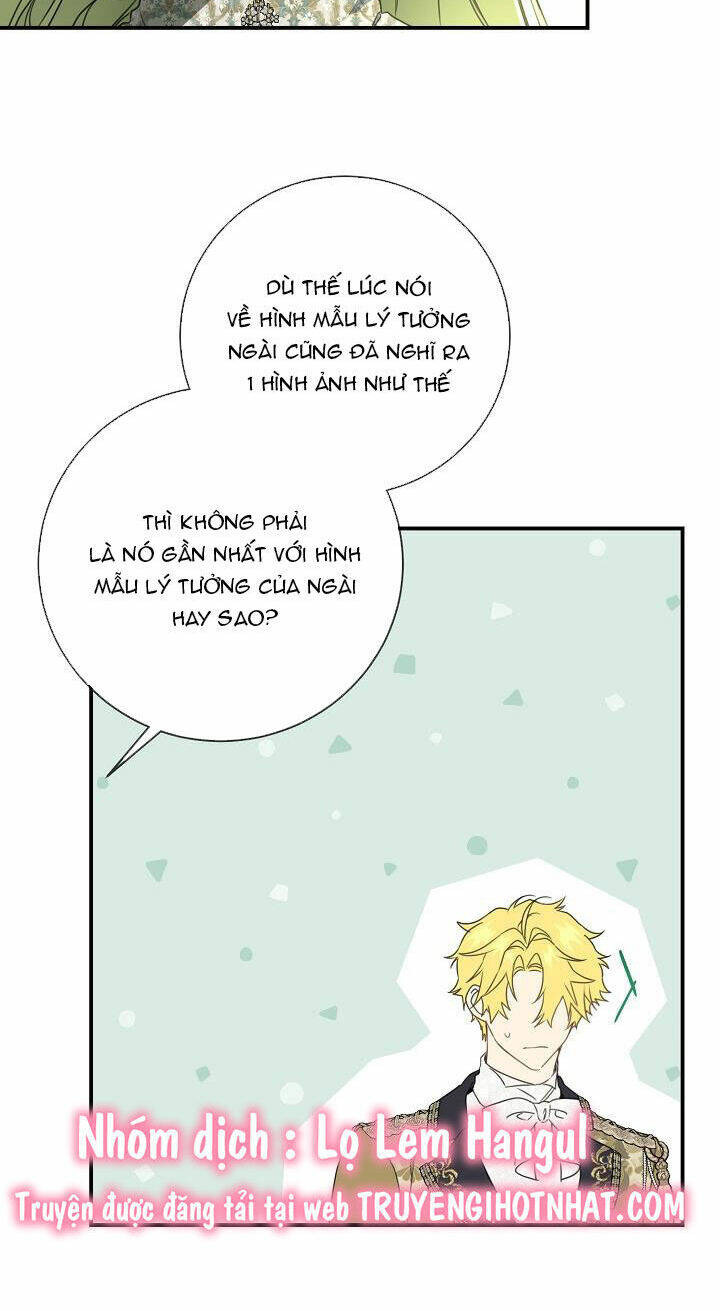 DÙ THẾ LÚC NÓI
VỀ HÌNH MẪU LÝ TƯỞNG
NGÀI CŨNG ĐÃ NGHĨ RA
1 HÌNH ẢNH NHƯ THẾ
THÌ KHÔNG PHẢI
LÀ NÓ GẦN NHẤT VỚI HÌNH
MẪU LÝ TƯỞNG CỦA NGÀI
HAY SAO?
Nhóm dịch : Lọ Lem Hangul
Truyện được đăng tải tại web TRUYENGIHOTNHAT.COM